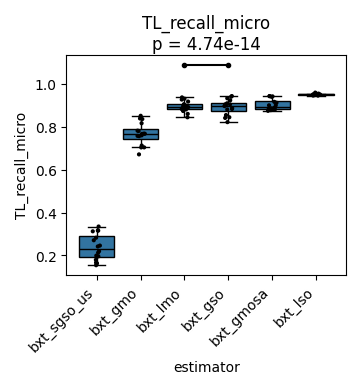 TL_recall_micro
p = 4.74e-14
TL_recall_micro
1.0
0.8
0.6
0.4
0.2
bxt_sgso_us
bxt_gmo
bxt_lmo
bxt_gso
bxt_gmosa
bxt_lso
estimator